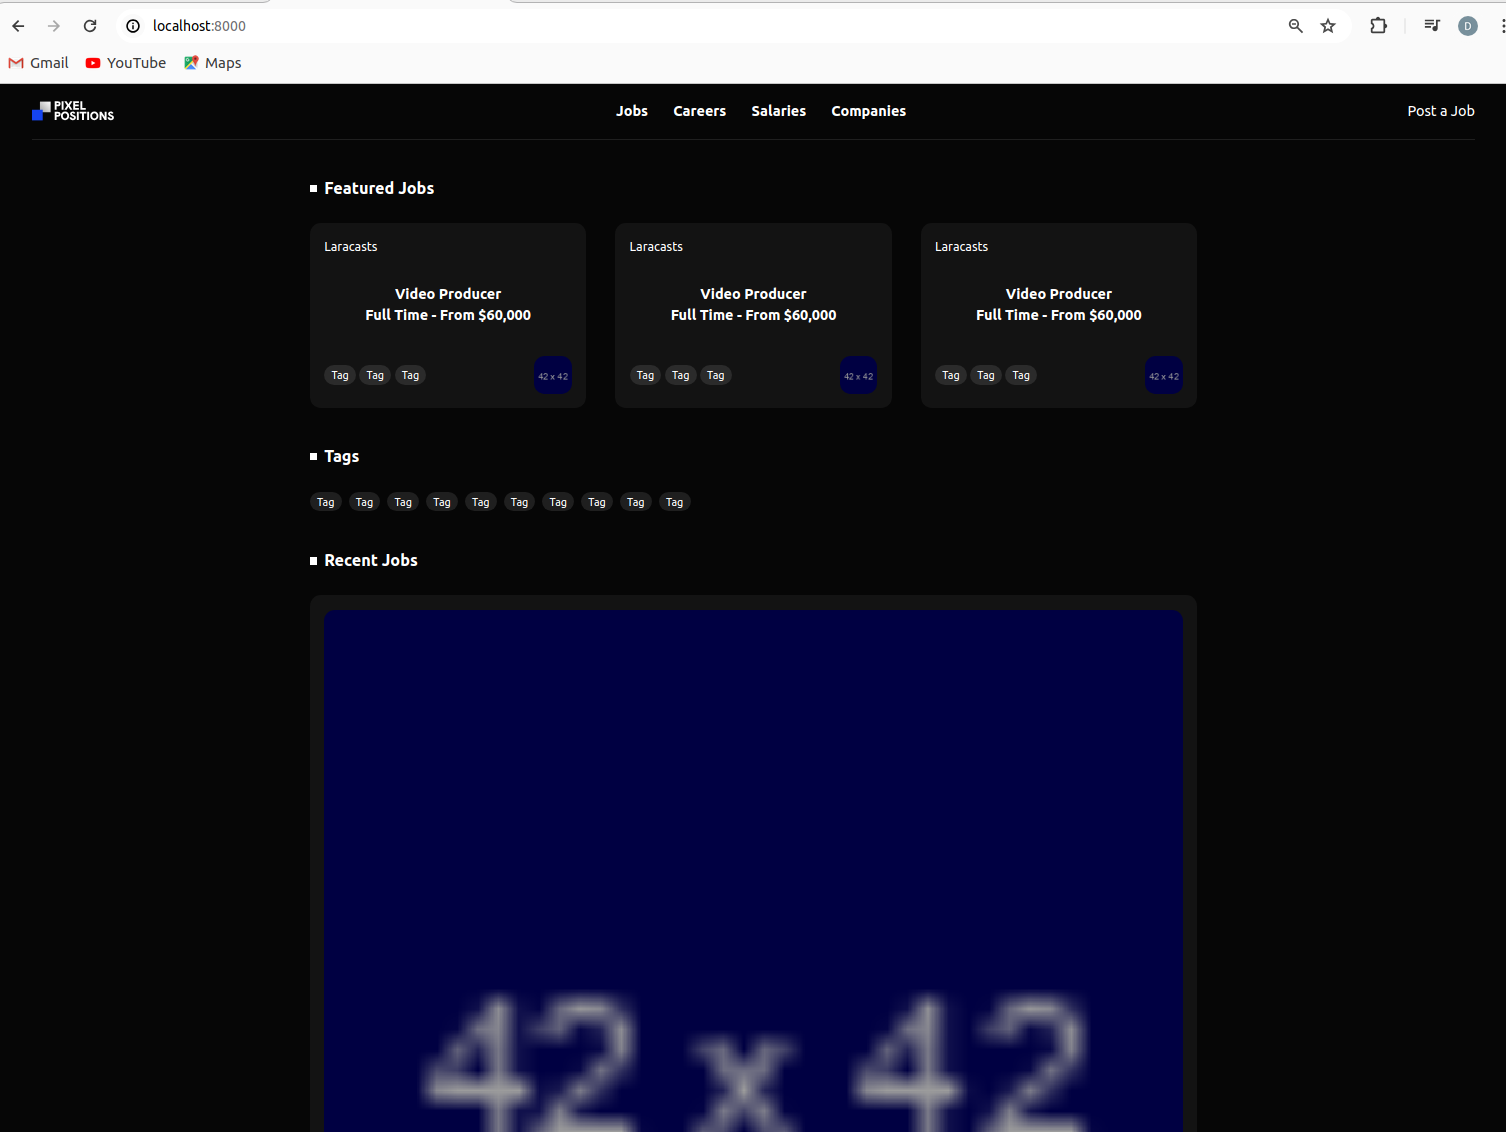 localhost:8000
D
Gmail YouTube Maps
PIXEL
POSITIONS
Jobs Careers Salaries Companies
Post a Job
Featured Jobs
Laracasts
Video Producer
Full Time - From $60,000
Tag Tag Tag
42 x 42
Laracasts
Video Producer
Full Time - From $60,000
Tag Tag Tag
42 x 42
Laracasts
Video Producer
Full Time - From $60,000
Tag Tag Tag
42 x 42
Tags
Tag Tag Tag Tag Tag Tag Tag Tag Tag Tag
Recent Jobs
42 x 42